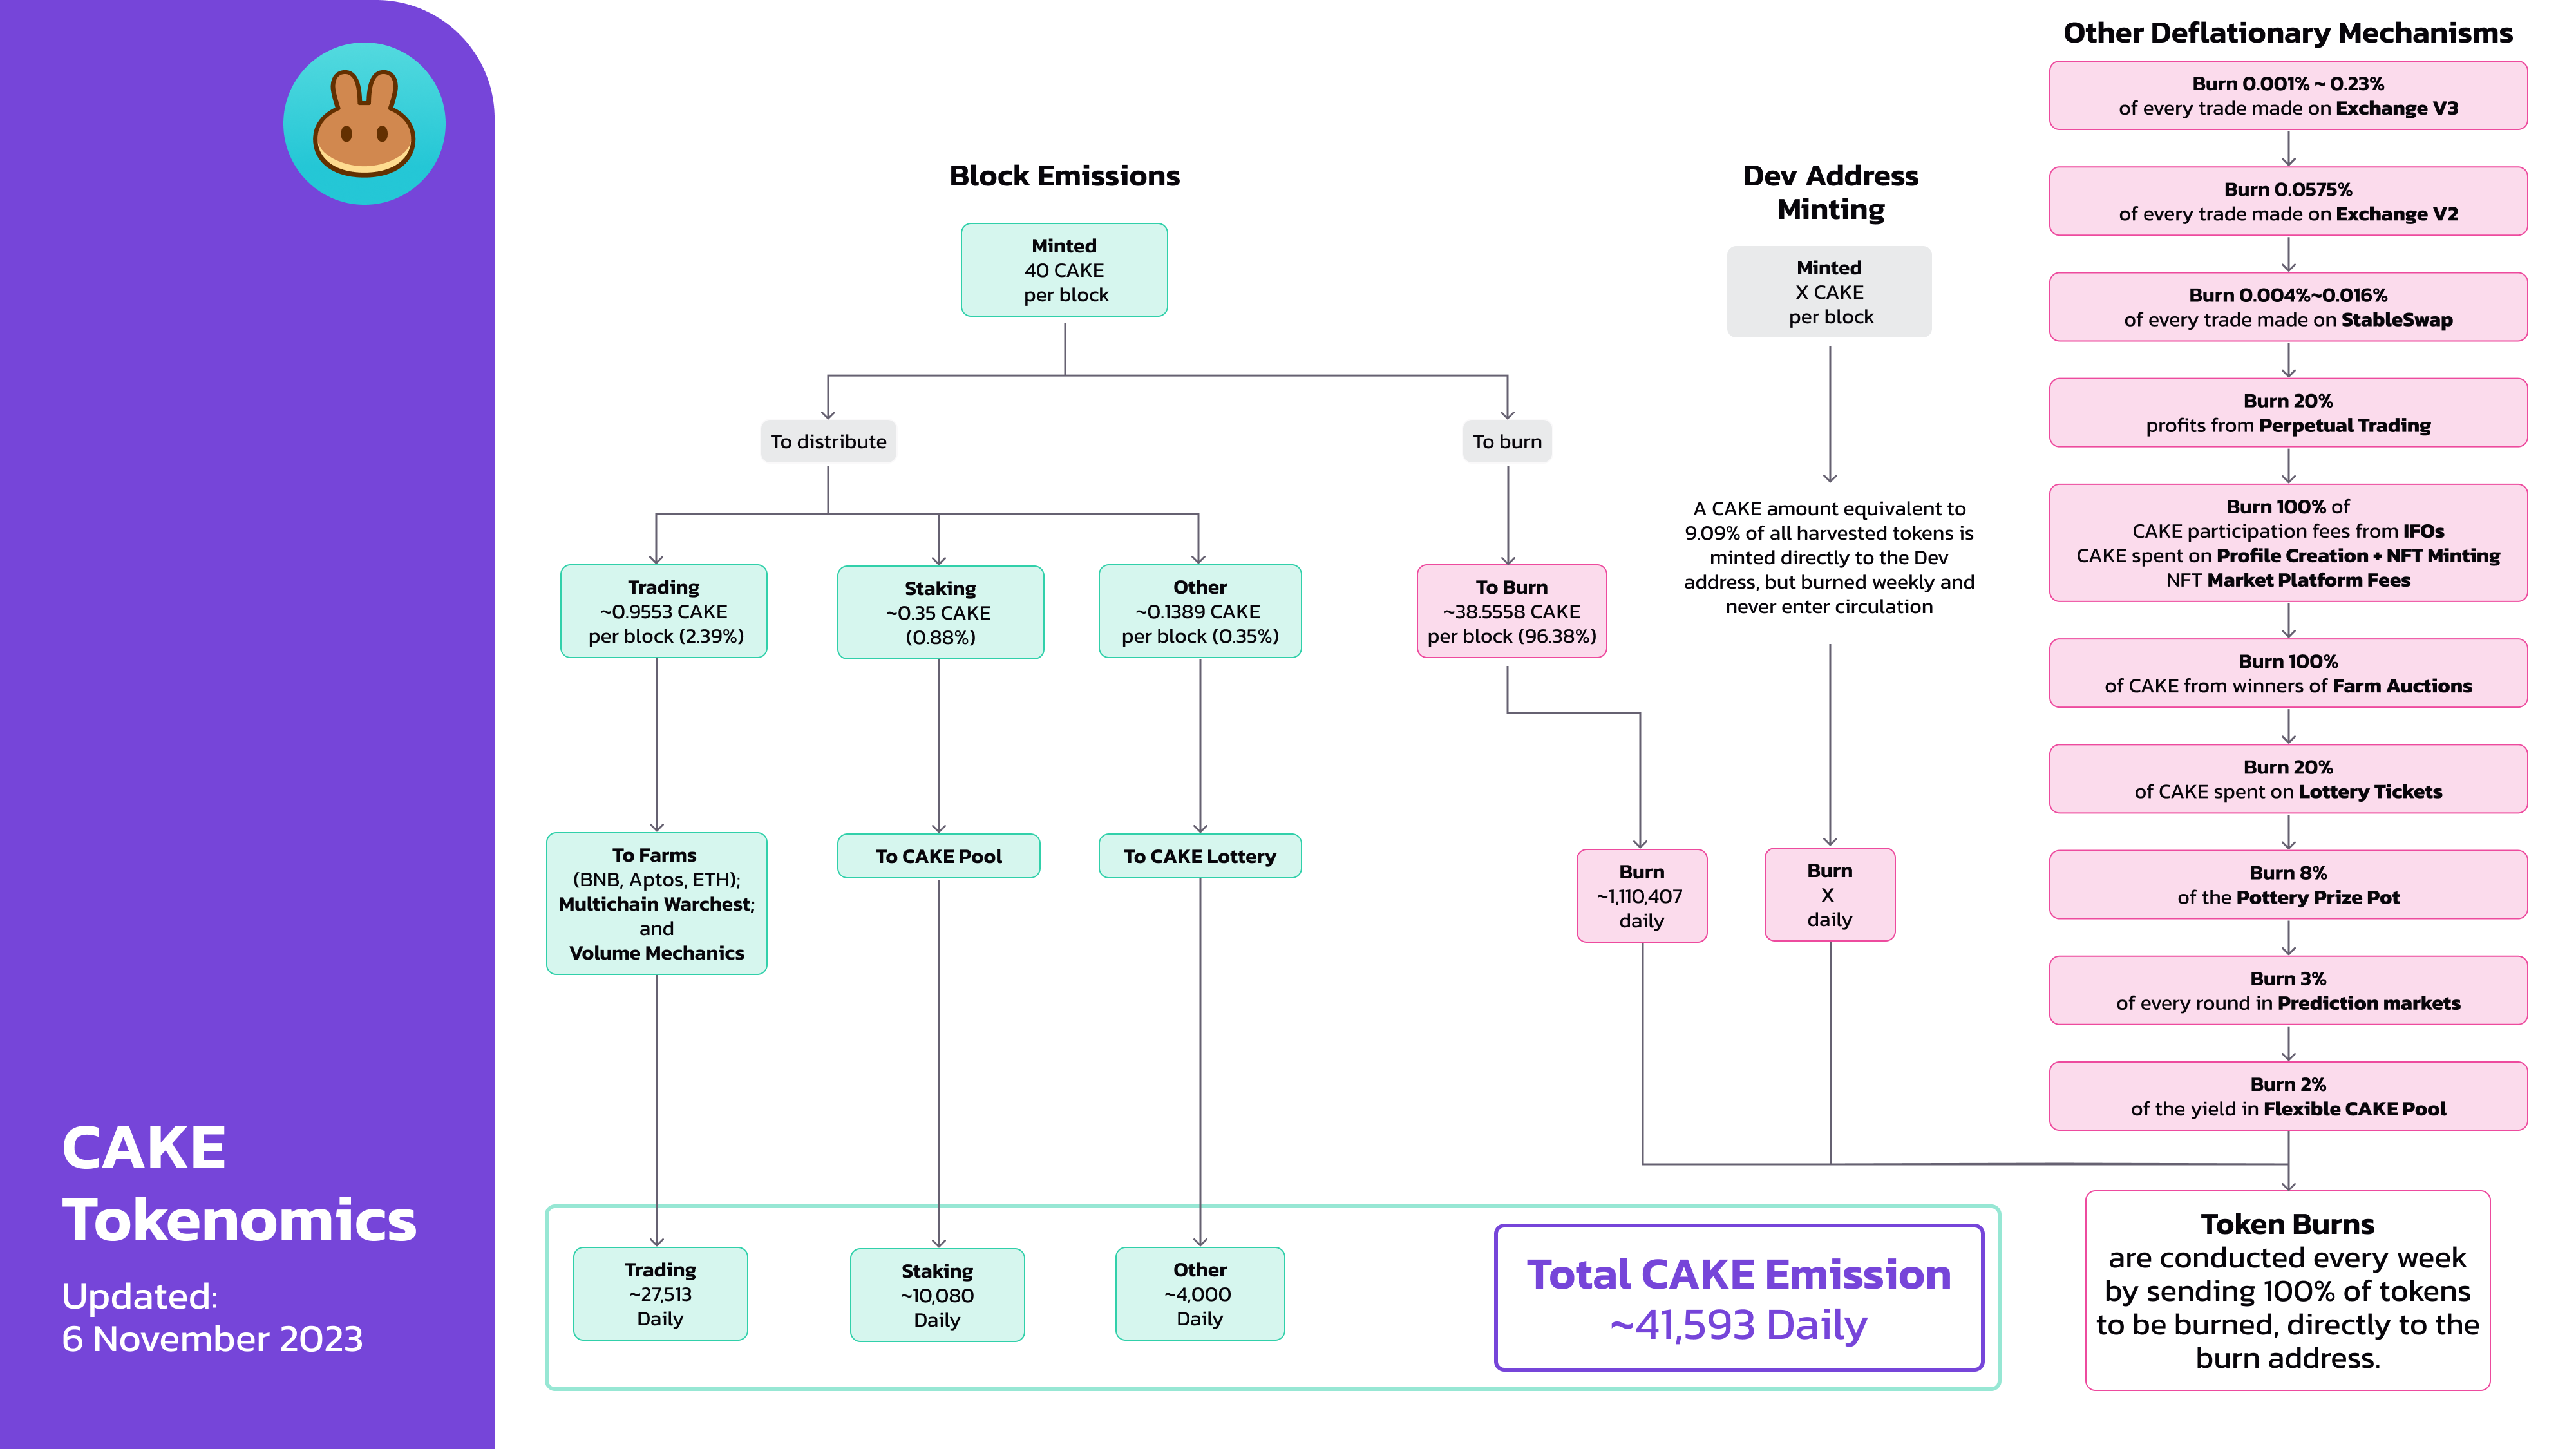 CAKE
Tokenomics
Updated:
6 November 2023
Block Emissions
Minted
40 CAKE
per block
To distribute
To burn
Trading
~0.9553 CAKE
per block (2.39%)
Staking
~0.35 CAKE
(0.88%)
Other
~0.1389 CAKE
per block (0.35%)
To Burn
~38.5558 CAKE
per block (96.38%)
To Farms
(BNB, Aptos, ETH);
Multichain Warchest;
and
Volume Mechanics
To CAKE Pool
To CAKE Lottery
Burn
~1,110,407
daily
Trading
~27,513
Daily
Staking
~10,080
Daily
Other
~4,000
Daily
Total CAKE Emission
~41,593 Daily
Dev Address
Minting
Minted
X CAKE
per block
A CAKE amount equivalent to
9.09% of all harvested tokens is
minted directly to the Dev
address, but burned weekly and
never enter circulation
Burn
X
daily
Other Deflationary Mechanisms
Burn 0.001% ~ 0.23%
of every trade made on Exchange V3
Burn 0.0575%
of every trade made on Exchange V2
Burn 0.004%~0.016%
of every trade made on StableSwap
Burn 20%
profits from Perpetual Trading
Burn 100% of
CAKE participation fees from IFOs
CAKE spent on Profile Creation + NFT Minting
NFT Market Platform Fees
Burn 100%
of CAKE from winners of Farm Auctions
Burn 20%
of CAKE spent on Lottery Tickets
Burn 8%
of the Pottery Prize Pot
Burn 3%
of every round in Prediction markets
Burn 2%
of the yield in Flexible CAKE Pool
Token Burns
are conducted every week
by sending 100% of tokens
to be burned, directly to the
burn address.